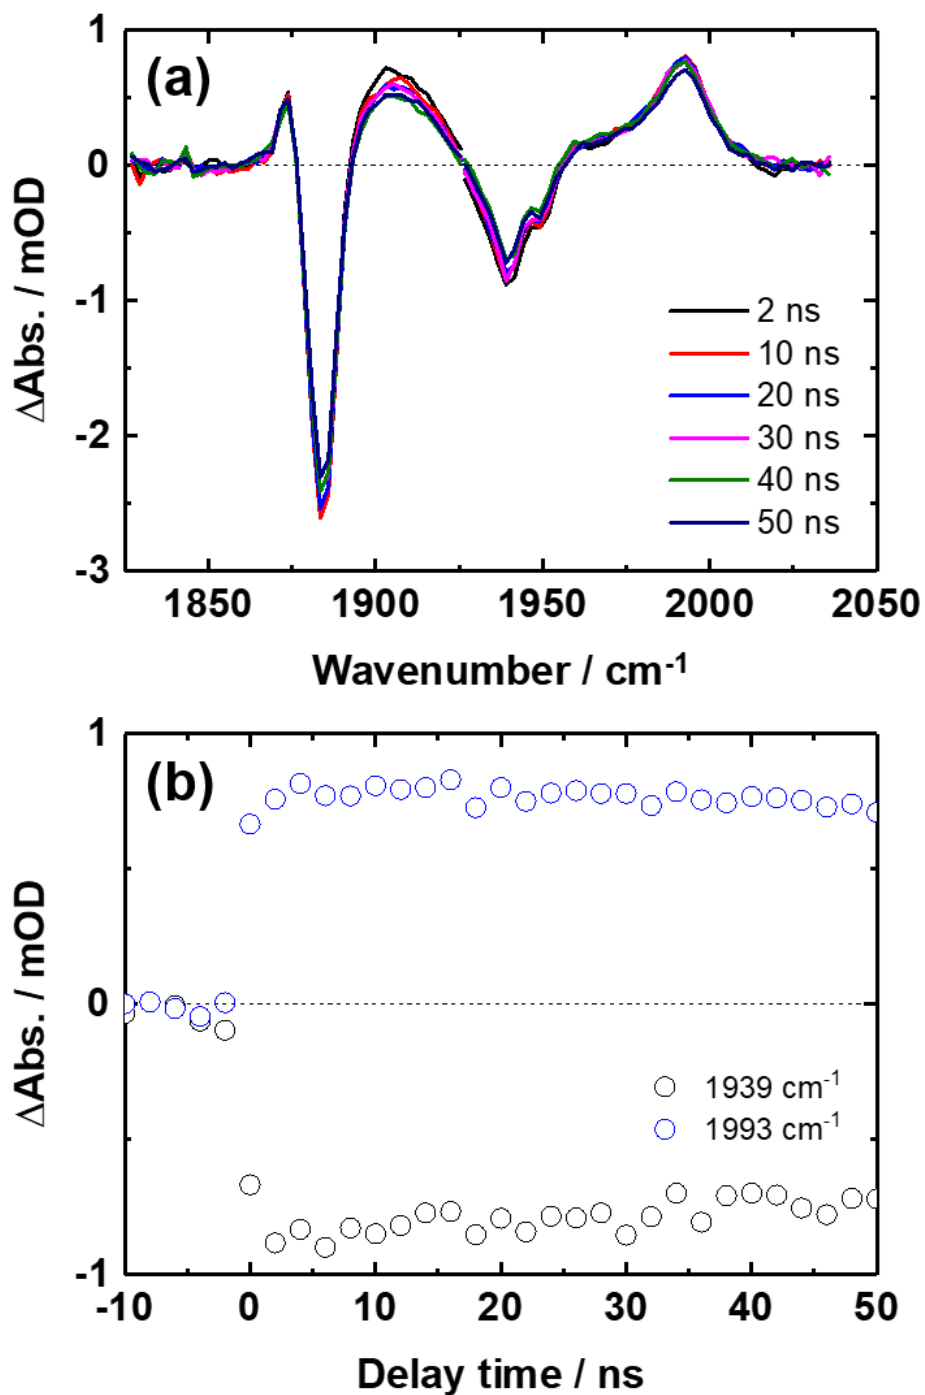 (a)
1
0
-1
-2
-3
ΔAbs. / mOD
2 ns
10 ns
20 ns
30 ns
40 ns
50 ns
1850 1900 1950 2000 2050
Wavenumber / cm⁻¹
(b)
1
0
-1
ΔAbs. / mOD
1939 cm⁻¹
1993 cm⁻¹
-10 0 10 20 30 40 50
Delay time / ns